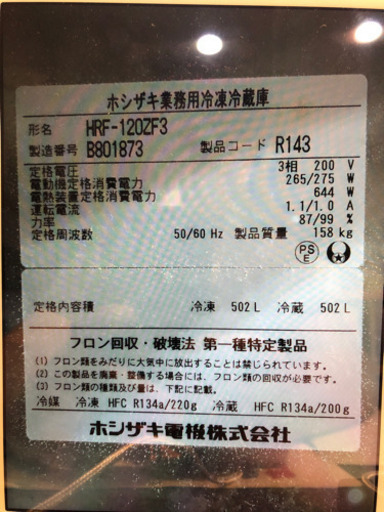 ホシザキ業務用冷凍冷蔵庫
形名 HRF-120ZF3
製造番号 B801873 製品コード R143
定格電圧 3相 200 V
電動機定格消費電力 265/275 W
電熱装置定格消費電力 644 W
運転電流 1.1/1.0 A
力率 87/99 %
定格周波数 50/60 Hz 製品質量 158 kg
PS
E
定格内容積 冷凍 502 L 冷蔵 502 L
フロン回収・破壊法 第一種特定製品
(1) フロン類をみだりに大気中に放出することは禁じられています。
(2) この製品を廃棄・整備する場合には、フロン類の回収が必要です。
(3) フロン類の種類及び量は、下記に記載。
冷媒 冷凍 HFC R134a/220g 冷蔵 HFC R134a/200g
ホシザキ電機株式会社